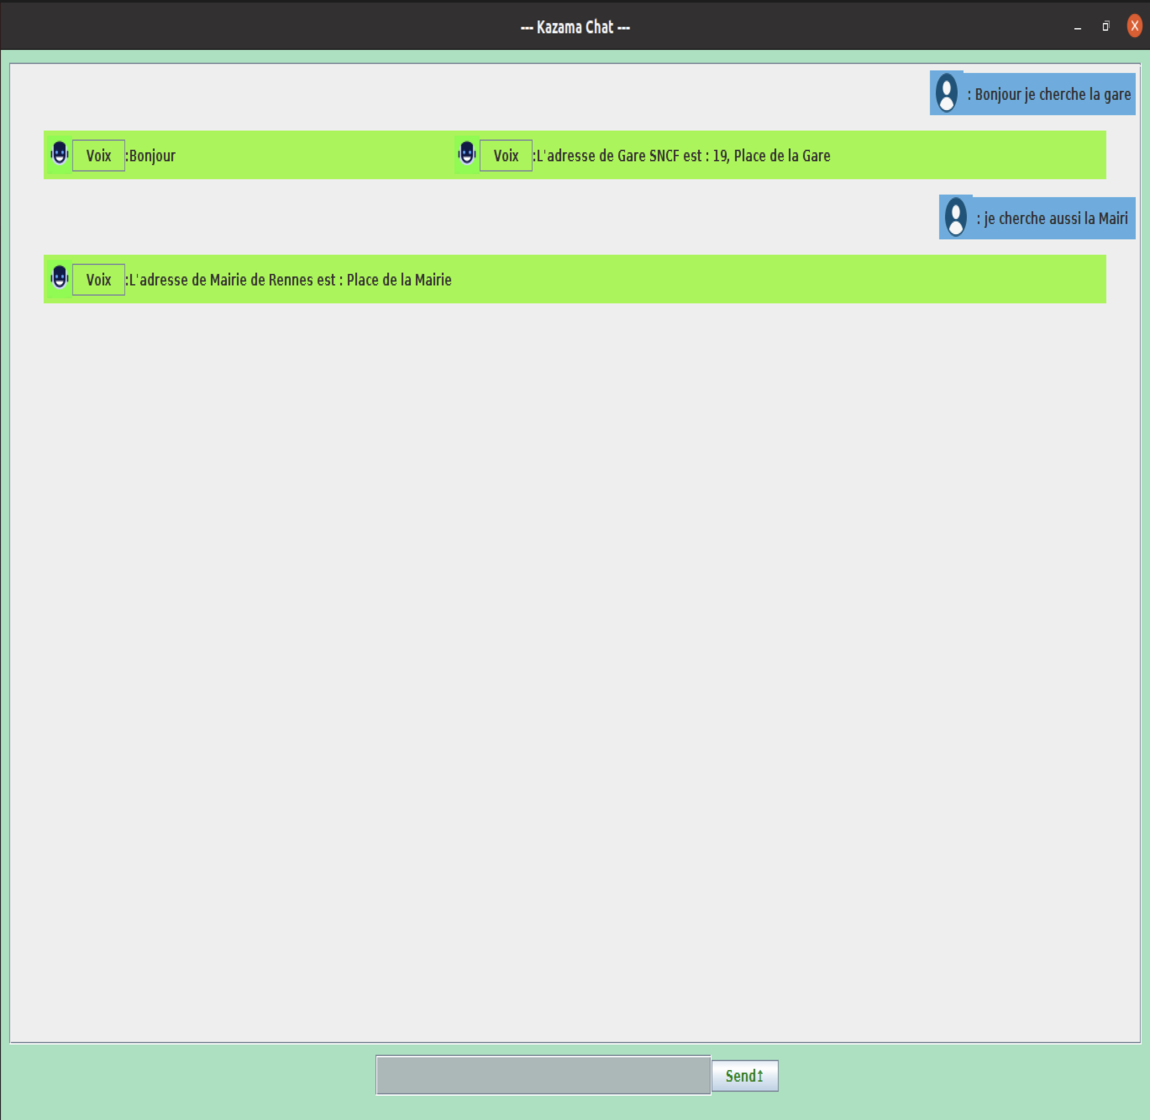 --- Kazama Chat ---
: Bonjour je cherche la gare
Voix :Bonjour Voix :L'adresse de Gare SNCF est : 19, Place de la Gare
: je cherche aussi la Mairi
Voix :L'adresse de Mairie de Rennes est : Place de la Mairie
Send↑